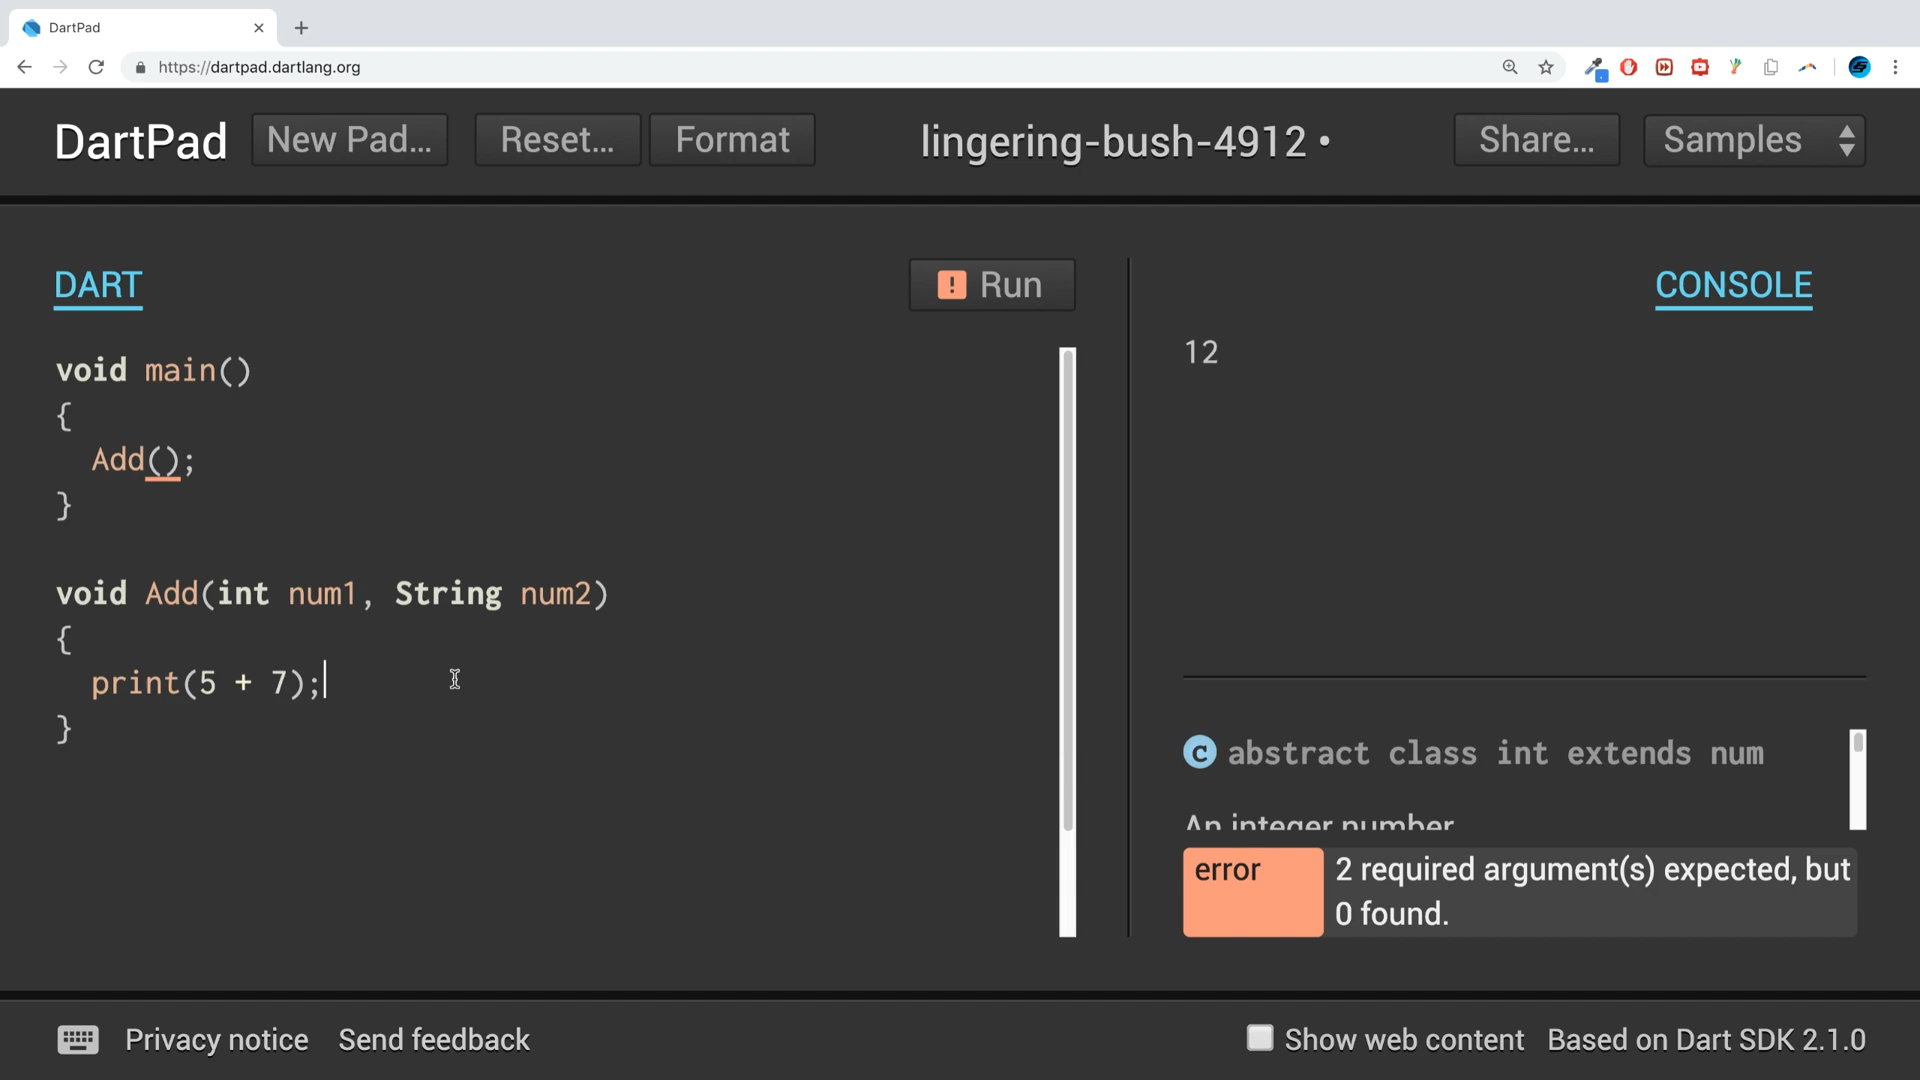 DartPad
https://dartpad.dartlang.org
DartPad New Pad... Reset... Format lingering-bush-4912 • Share... Samples
DART ! Run CONSOLE
void main()
{
Add();
}
void Add(int num1, String num2)
{
print(5 + 7);
}
12
C abstract class int extends num
An integer number
error 2 required argument(s) expected, but
0 found.
Privacy notice Send feedback Show web content Based on Dart SDK 2.1.0